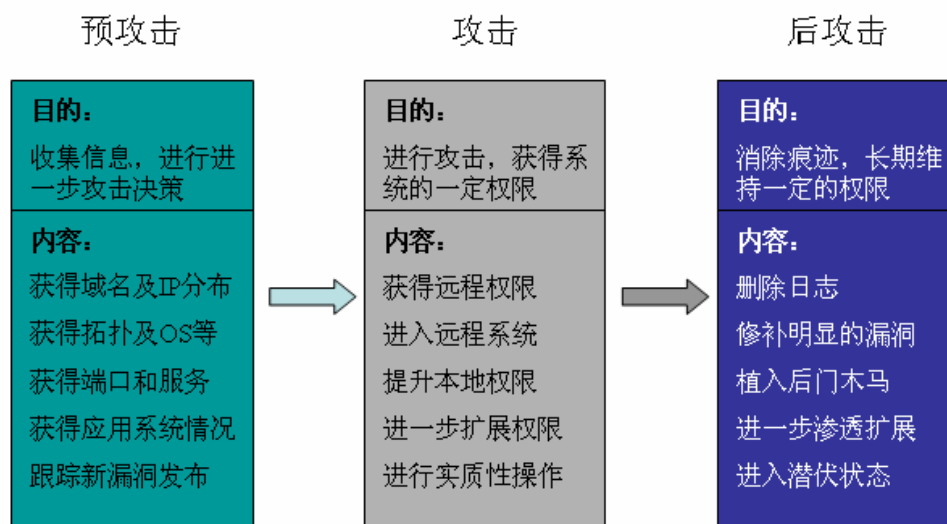 预攻击
目的：
收集信息，进行进
一步攻击决策
内容：
获得域名及IP分布
获得拓扑及OS等
获得端口和服务
获得应用系统情况
跟踪新漏洞发布
攻击
目的：
进行攻击，获得系
统的一定权限
内容：
获得远程权限
进入远程系统
提升本地权限
进一步扩展权限
进行实质性操作
后攻击
目的：
消除痕迹，长期维
持一定的权限
内容：
删除日志
修补明显的漏洞
植入后门木马
进一步渗透扩展
进入潜伏状态